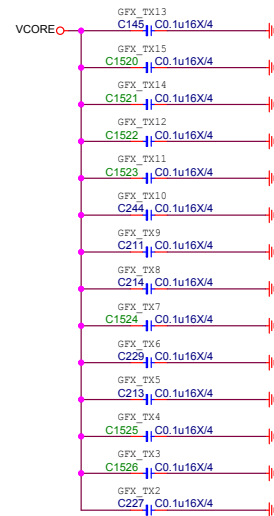 GFX_TX13
VCORE
C145 C0.1u16X/4
GFX_TX15
C1520 C0.1u16X/4
GFX_TX14
C1521 C0.1u16X/4
GFX_TX12
C1522 C0.1u16X/4
GFX_TX11
C1523 C0.1u16X/4
GFX_TX10
C244 C0.1u16X/4
GFX_TX9
C211 C0.1u16X/4
GFX_TX8
C214 C0.1u16X/4
GFX_TX7
C1524 C0.1u16X/4
GFX_TX6
C229 C0.1u16X/4
GFX_TX5
C213 C0.1u16X/4
GFX_TX4
C1525 C0.1u16X/4
GFX_TX3
C1526 C0.1u16X/4
GFX_TX2
C227 C0.1u16X/4